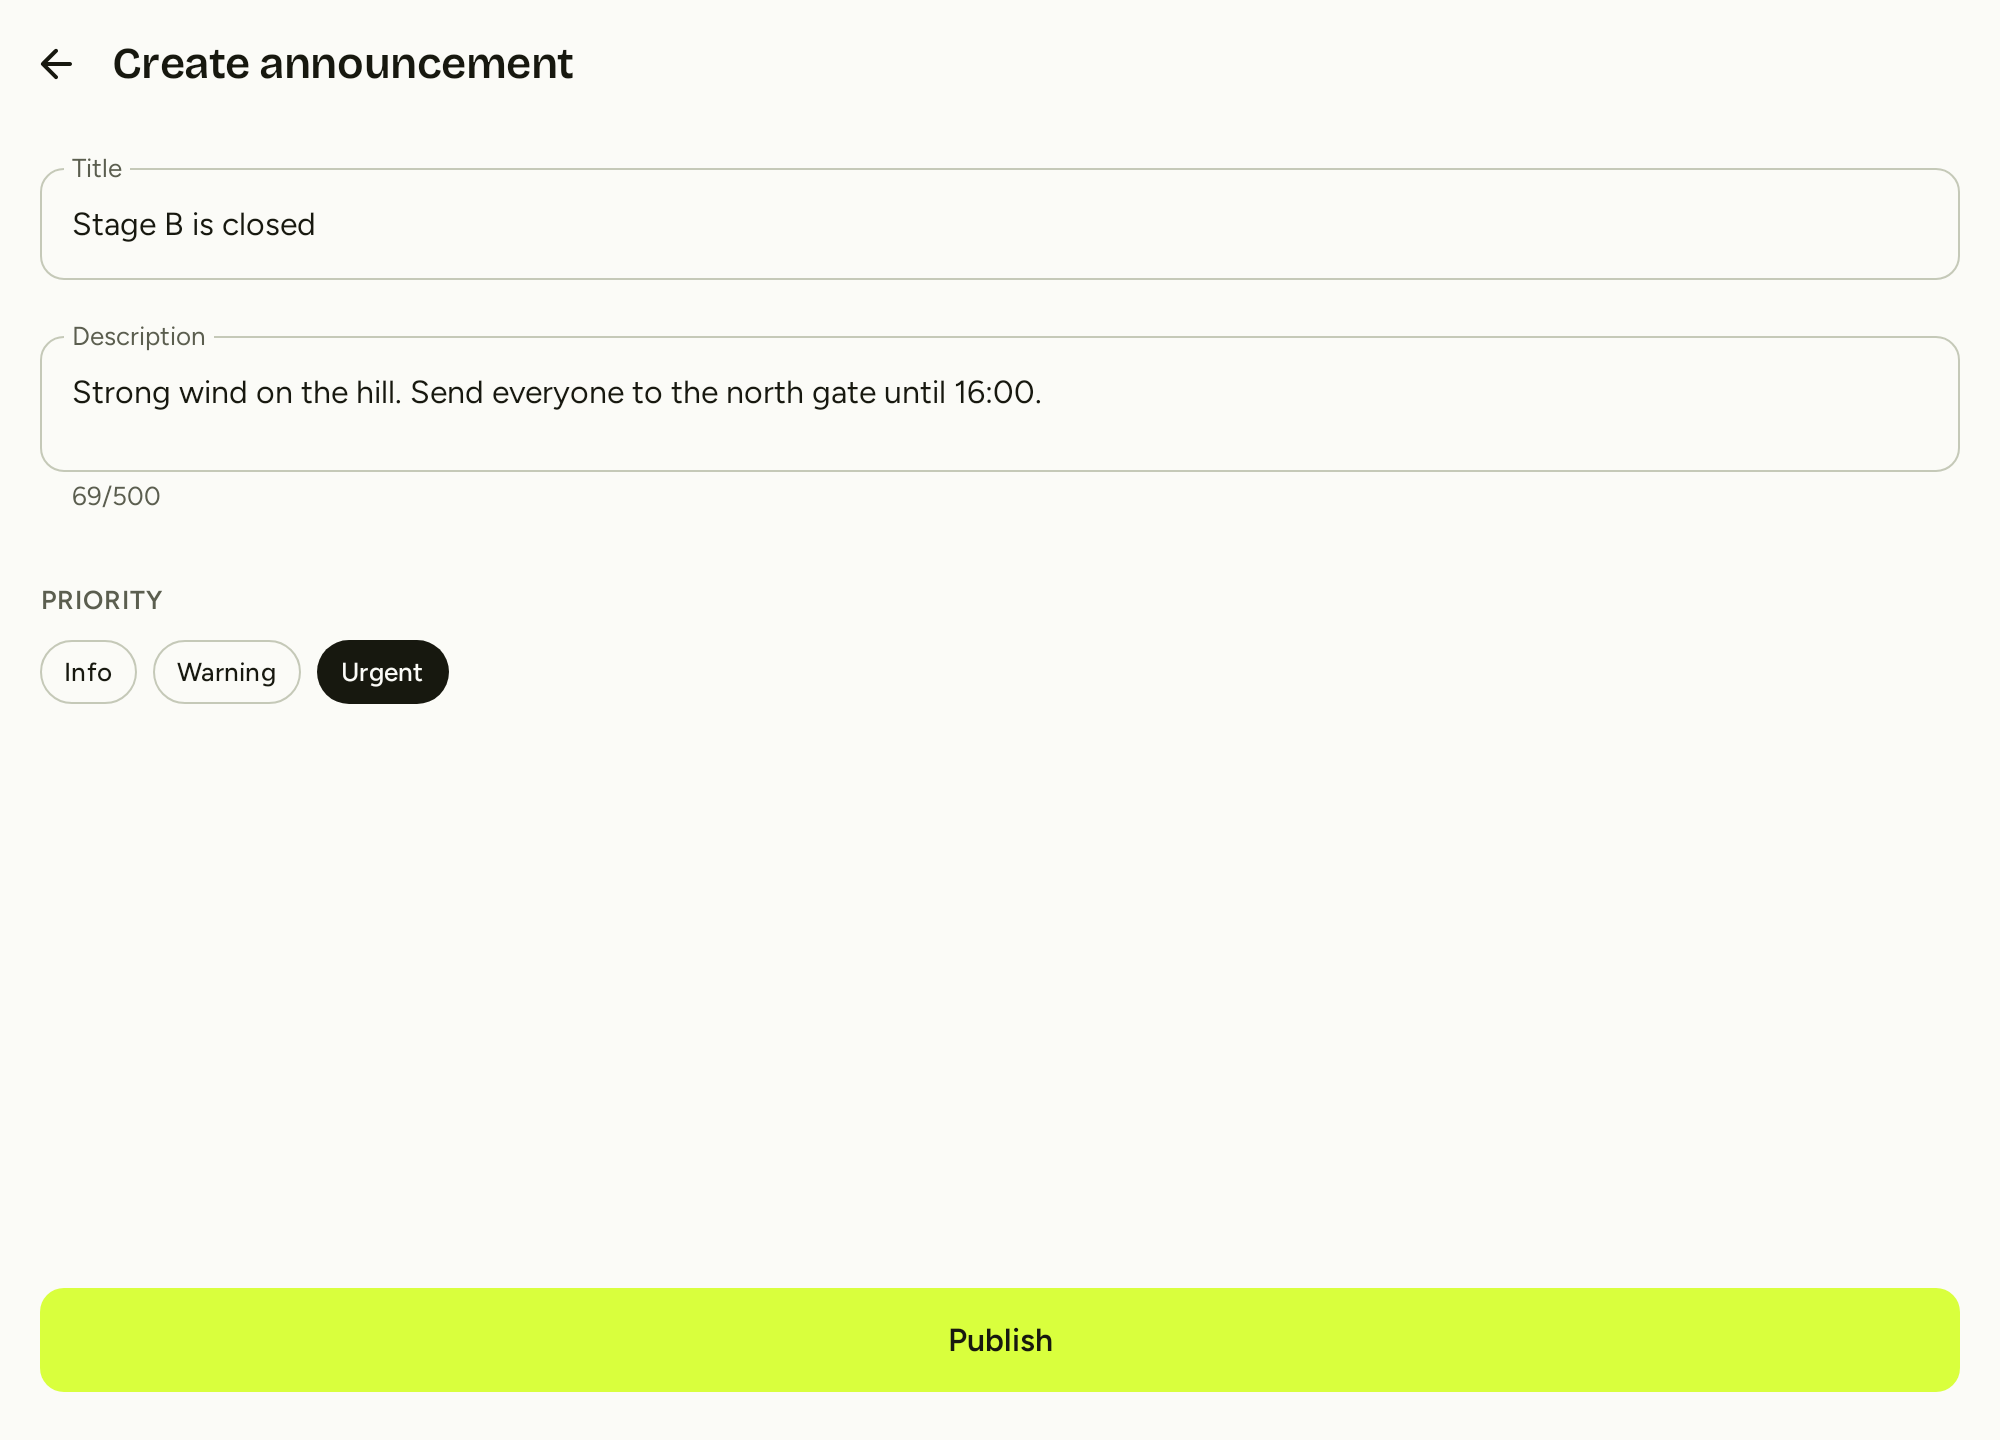 Create announcement
Title
Stage B is closed
Description
Strong wind on the hill. Send everyone to the north gate until 16:00.
69/500
PRIORITY
Info Warning Urgent
Publish